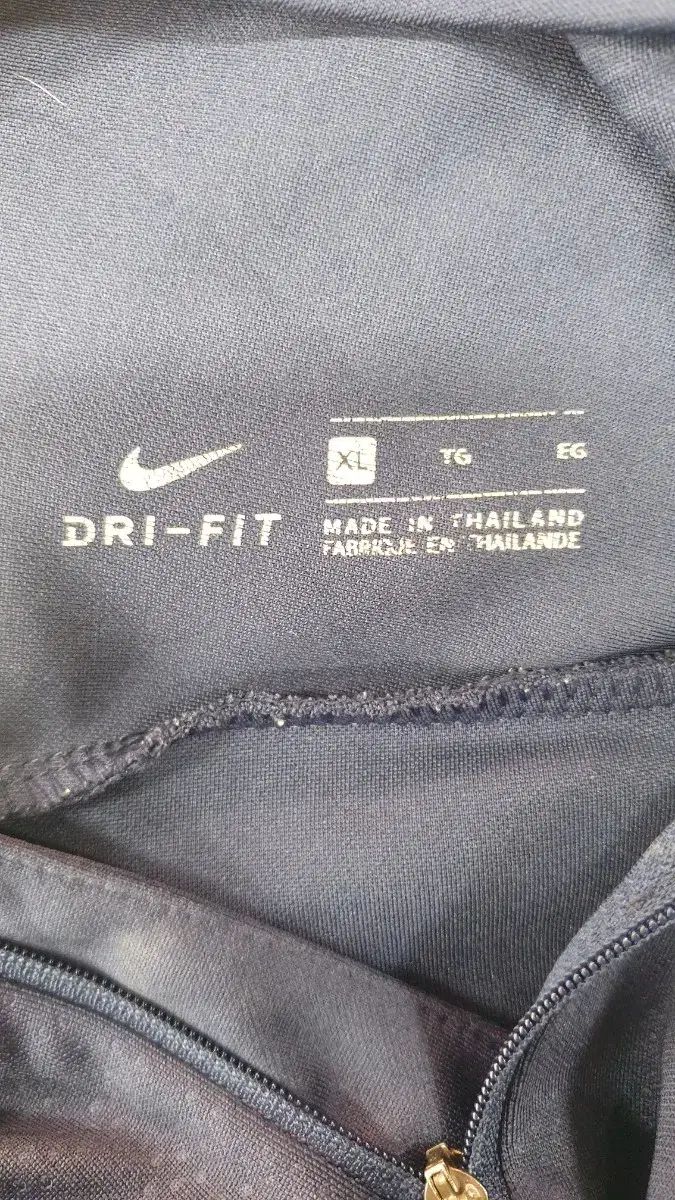 XL TG EG
DRI-FIT
MADE IN THAILAND
FABRIQUE EN THAILANDE